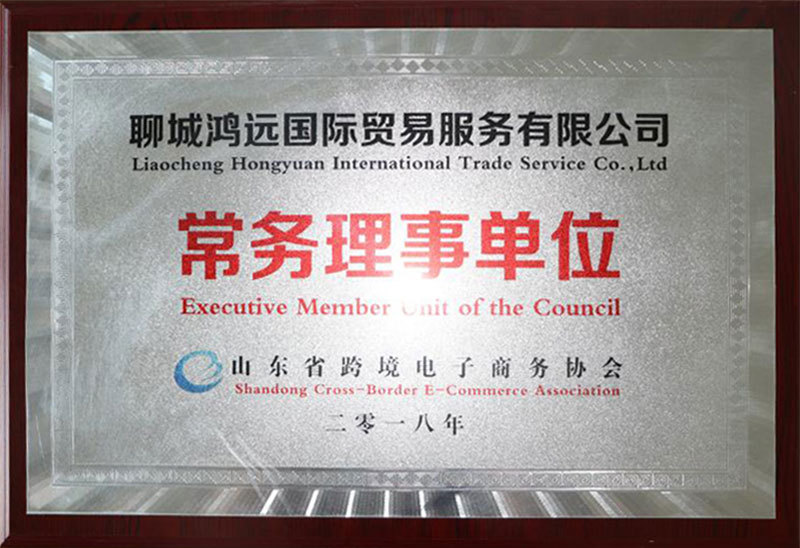 聊城鸿远国际贸易服务有限公司
Liaocheng Hongyuan International Trade Service Co.,Ltd
常务理事单位
Executive Member Unit of the Council
山东省跨境电子商务协会
Shandong Cross-Border E-Commerce Association
二零一八年